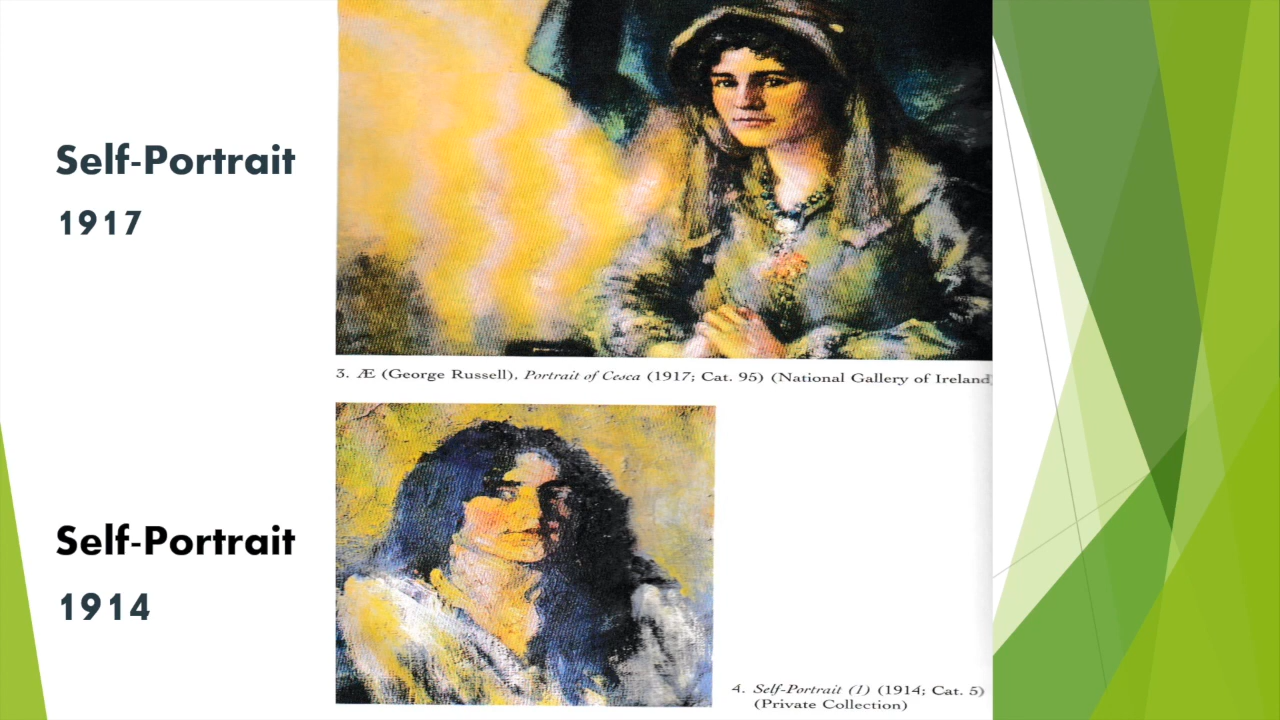 Self-Portrait
1917
3. Æ (George Russell), Portrait of Cesca (1917; Cat. 95) (National Gallery of Ireland
Self-Portrait
1914
4. Self-Portrait (1) (1914; Cat. 5)
(Private Collection)